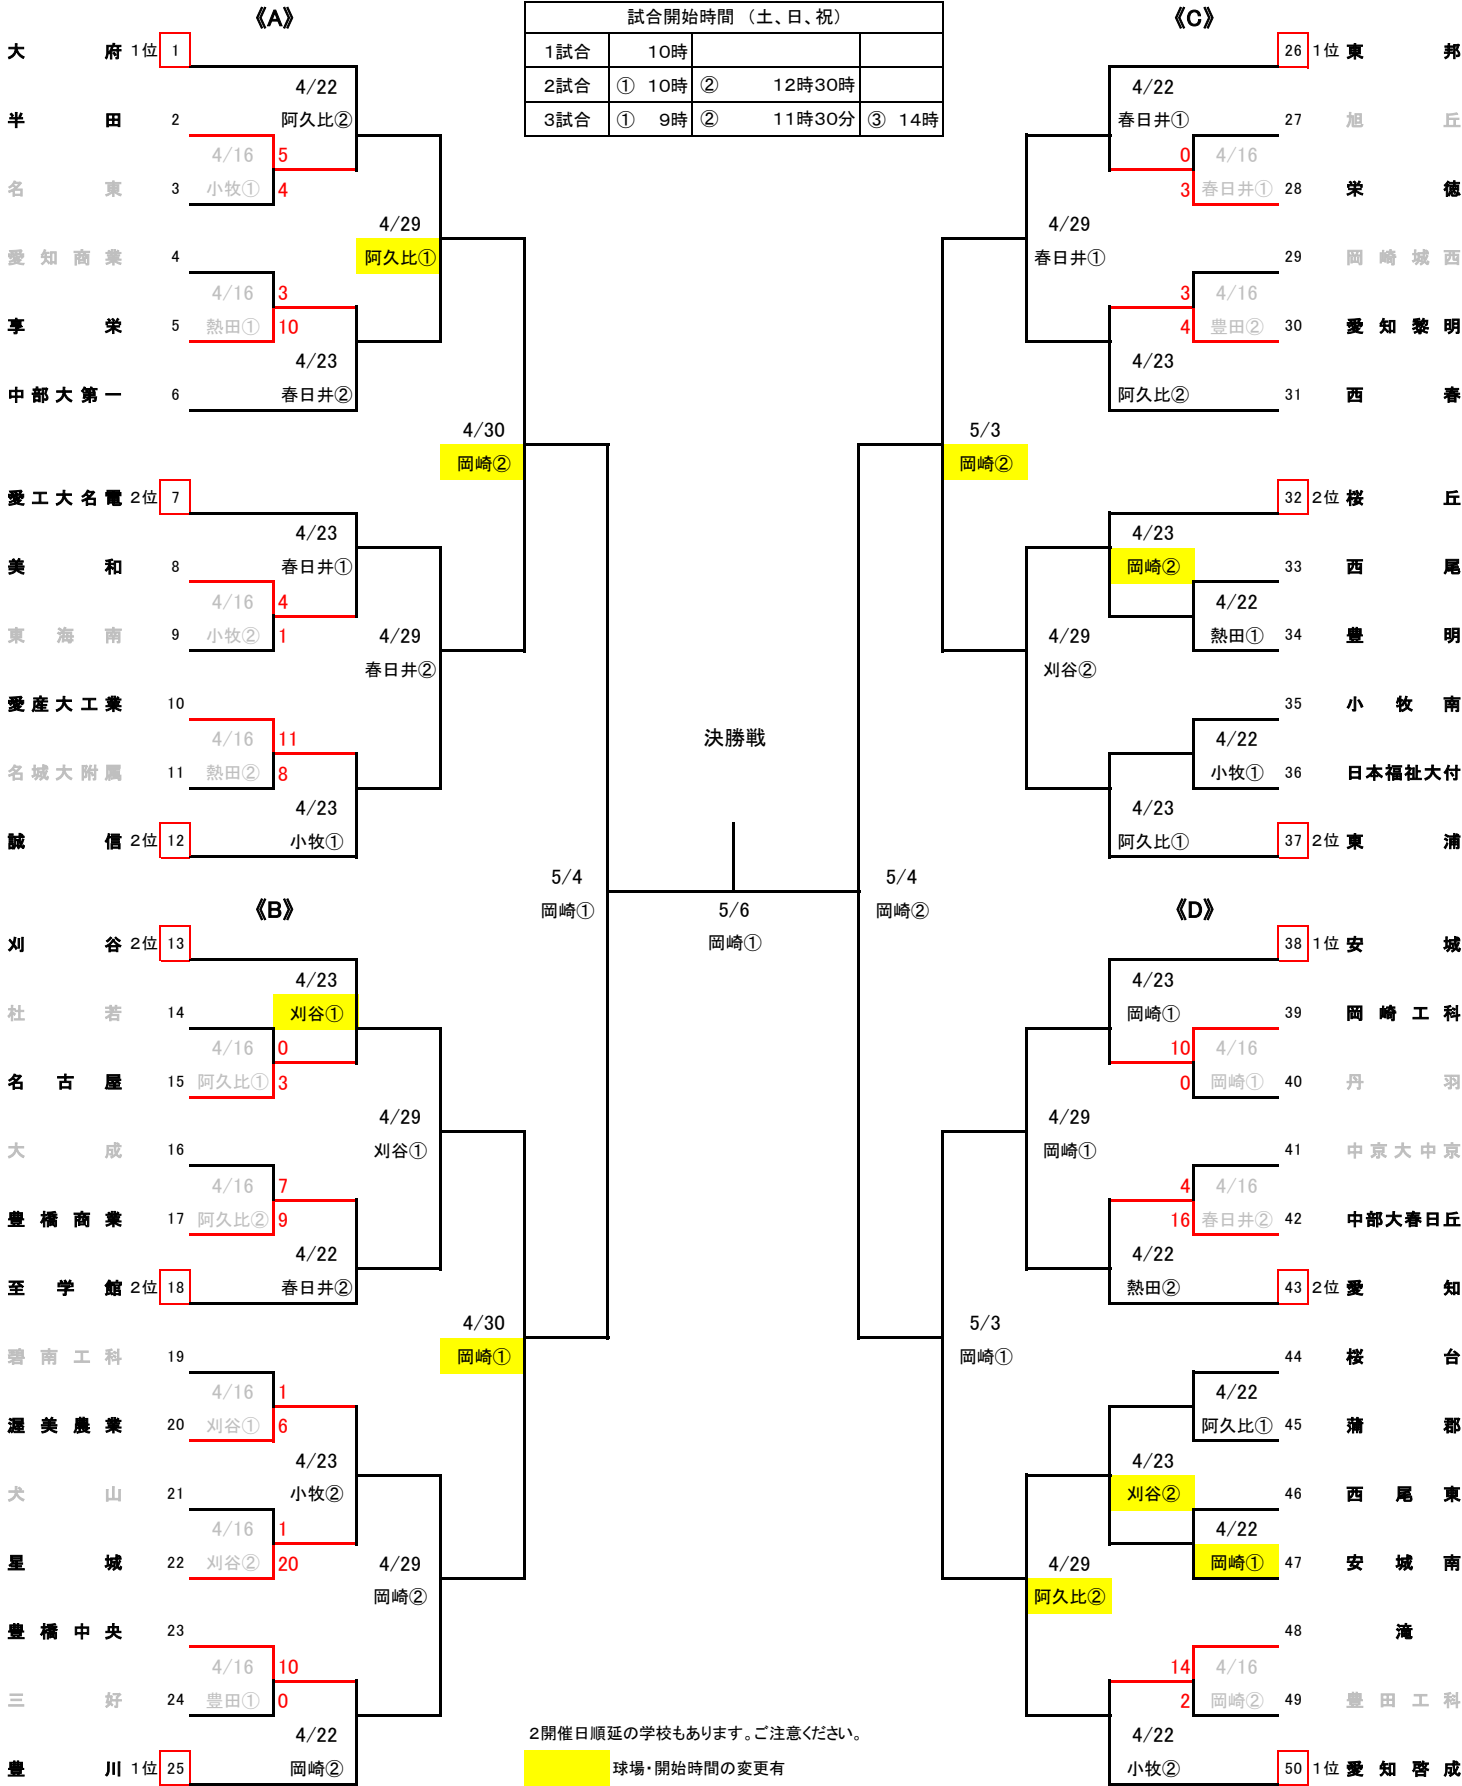 《A》
大府 1位 1
4/22
阿久比②
半田 2
4/16 5
名東 3 小牧① 4
4/29
阿久比①
愛知商業 4
4/16 3
享栄 5 熱田① 10
4/23
中部大第一 6 春日井②
4/30
岡崎②
愛工大名電 2位 7
4/23
美和 8 春日井①
4/16 4
東海南 9 小牧② 1
4/29
春日井②
愛産大工業 10
4/16 11
名城大附属 11 熱田② 8
4/23
誠信 2位 12 小牧①
5/4
岡崎①
《B》
刈谷 2位 13
4/23
杜若 14 刈谷①
4/16 0
名古屋 15 阿久比① 3
4/29
大成 16 刈谷①
4/16 7
豊橋商業 17 阿久比② 9
4/22
至学館 2位 18 春日井②
4/30
碧南工科 19 岡崎①
4/16 1
渥美農業 20 刈谷① 6
4/23
犬山 21 小牧②
4/16 1
星城 22 刈谷② 20
4/29
岡崎②
豊橋中央 23
4/16 10
三好 24 豊田① 0
4/22
豊川 1位 25 岡崎②
試合開始時間 (土、日、祝)
1試合 10時
2試合 ① 10時 ② 12時30時
3試合 ① 9時 ② 11時30分 ③ 14時
決勝戦
5/6
岡崎①
2開催日順延の学校もあります。ご注意ください。
球場・開始時間の変更有
《C》
26 1位 東邦
4/22
春日井① 27 旭丘
0 4/16
3 春日井① 28 栄徳
4/29
春日井① 29 岡崎城西
3 4/16
4 豊田② 30 愛知黎明
4/23
阿久比② 31 西春
5/3
岡崎②
32 2位 桜丘
4/23
岡崎② 33 西尾
4/22
熱田① 34 豊明
4/29
刈谷②
35 小牧南
4/22
小牧① 36 日本福祉大付
4/23
阿久比① 37 2位 東浦
5/4
岡崎②
《D》
38 1位 安城
4/23
岡崎① 39 岡崎工科
10 4/16
0 岡崎① 40 丹羽
4/29
岡崎① 41 中京大中京
4 4/16
16 春日井② 42 中部大春日丘
4/22
熱田② 43 2位 愛知
5/3
岡崎① 44 桜台
4/22
阿久比① 45 蒲郡
4/23
刈谷② 46 西尾東
4/22
岡崎① 47 安城南
4/29
阿久比②
48 滝
14 4/16
2 岡崎② 49 豊田工科
4/22
小牧② 50 1位 愛知啓成